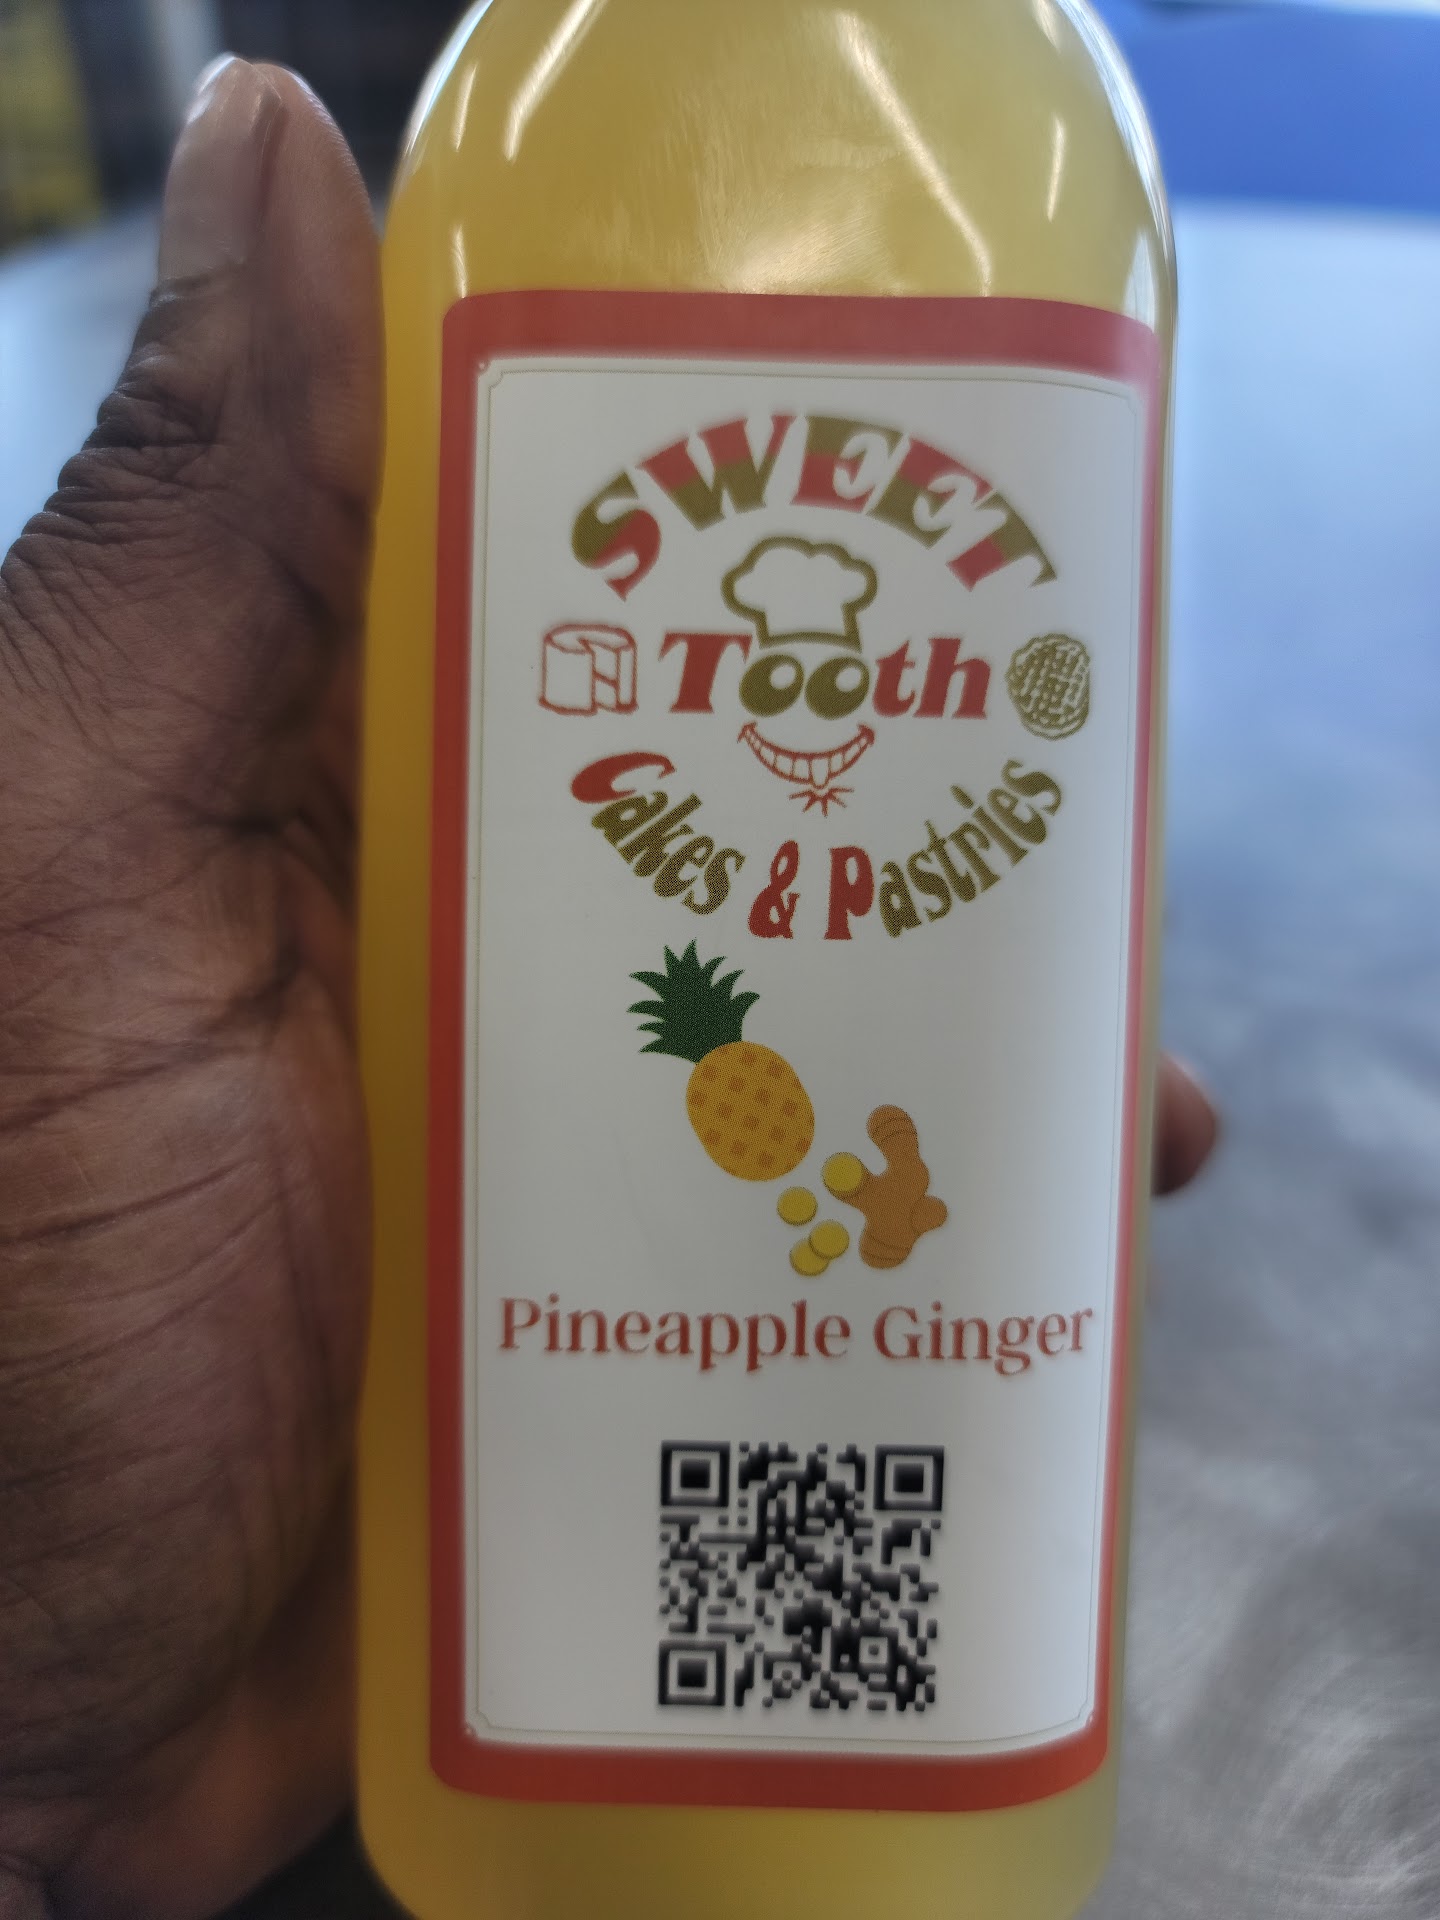 SWEET
Tooth
Cakes & Pastries
Pineapple Ginger